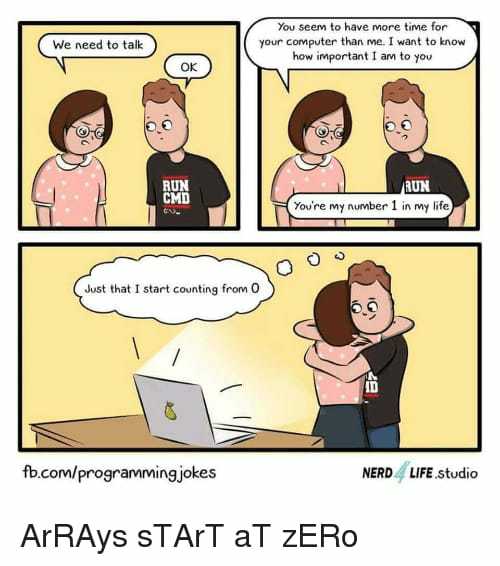 We need to talk
OK
RUN
CMD
C:\>_
You seem to have more time for
your computer than me. I want to know
how important I am to you
RUN
You're my number 1 in my life
Just that I start counting from 0
fb.com/programmingjokes
NERD 4 LIFE.studio
ArRAys sTArT aT zERo